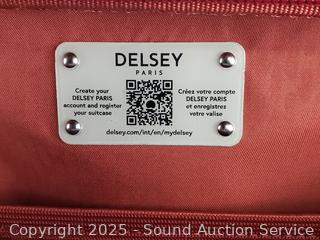 DELSEY
PARIS
Create your
DELSEY PARIS
account and register
your suitcase
Créez votre compte
DELSEY PARIS
et enregistrez
votre valise
delsey.com/int/en/mydelsey
Copyright © 2025 - Sound Auction Service